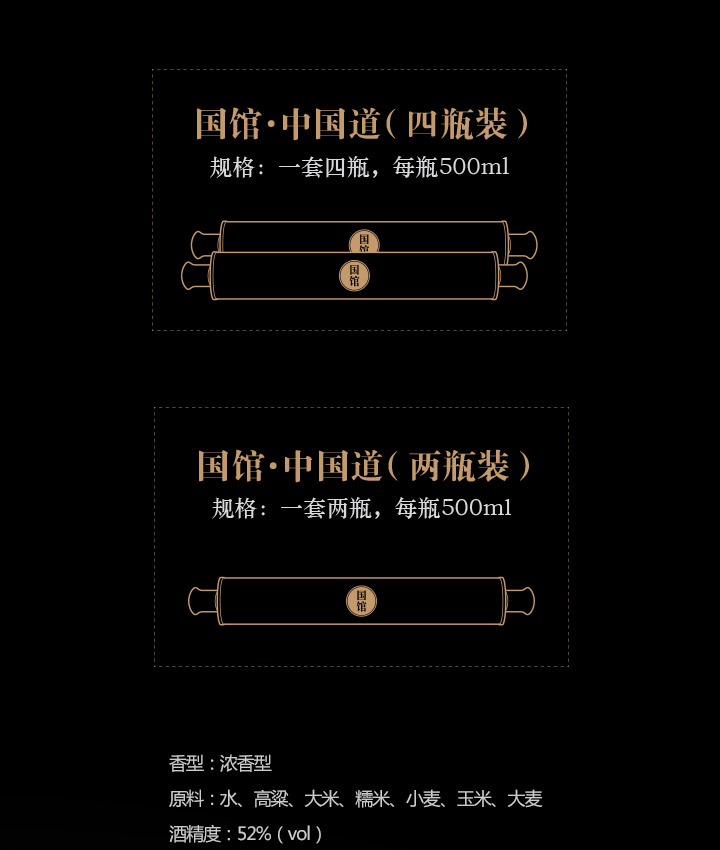 国馆·中国道(四瓶装)
规格：一套四瓶，每瓶500ml
国
馆
国
馆
国馆·中国道(两瓶装)
规格：一套两瓶，每瓶500ml
国
馆
香型：浓香型
原料：水、高粱、大米、糯米、小麦、玉米、大麦
酒精度：52%（vol）